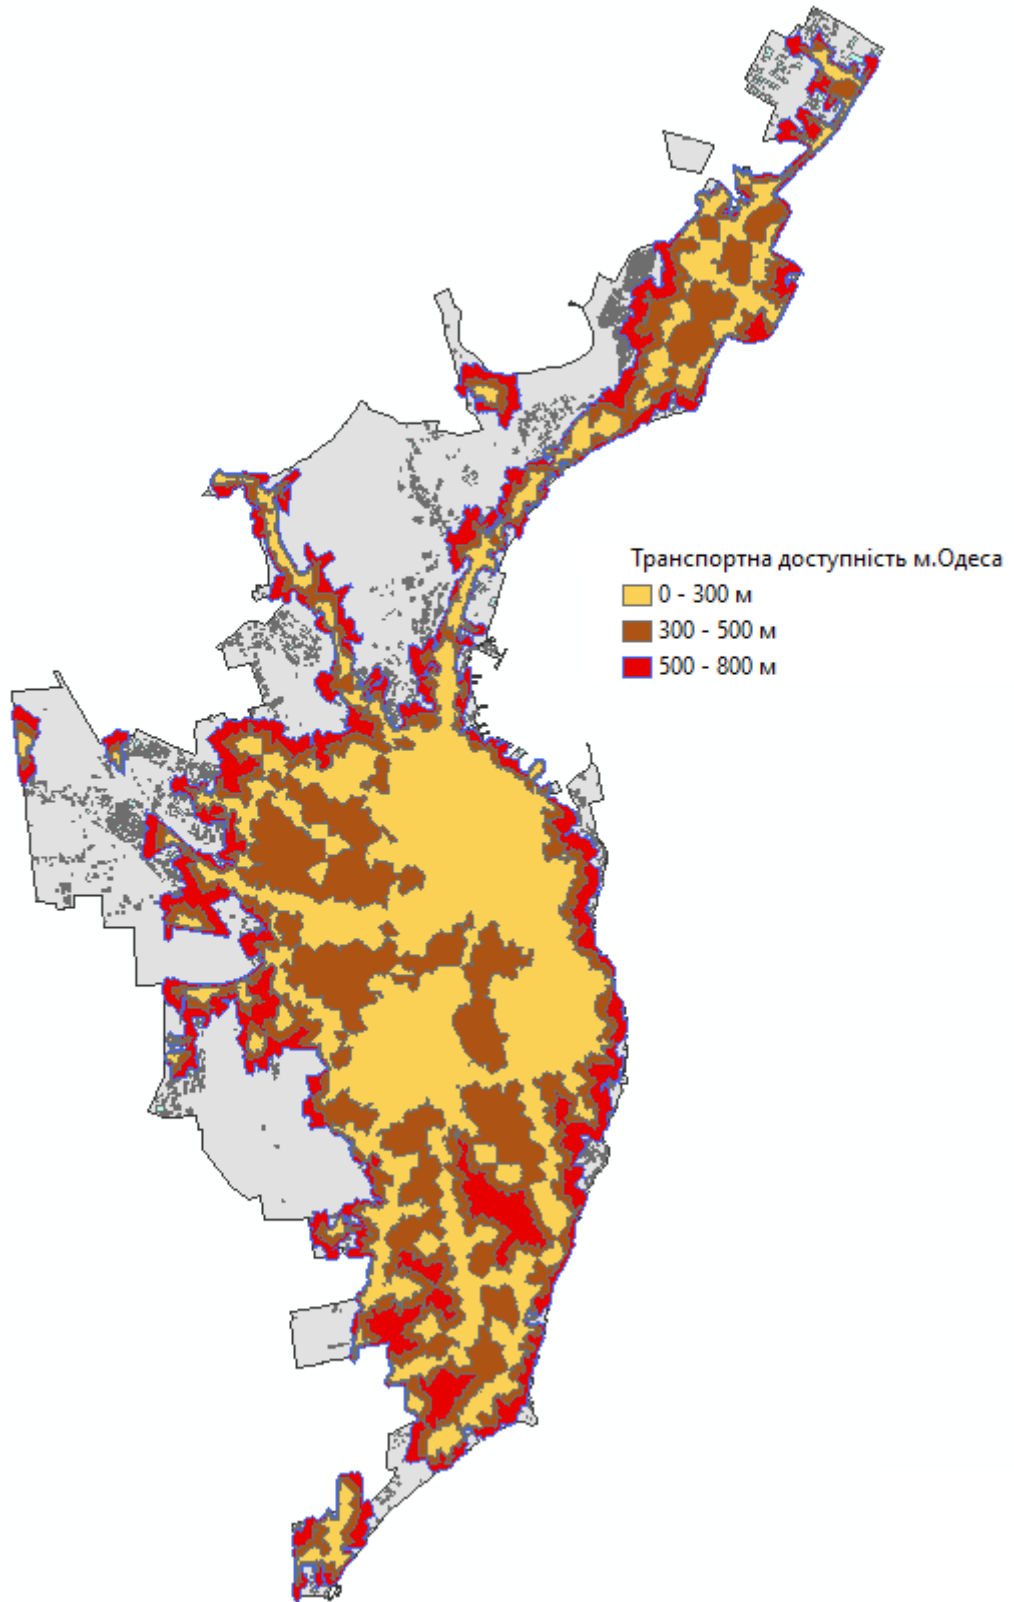 Транспортна доступність м.Одеса
0 - 300 м
300 - 500 м
500 - 800 м